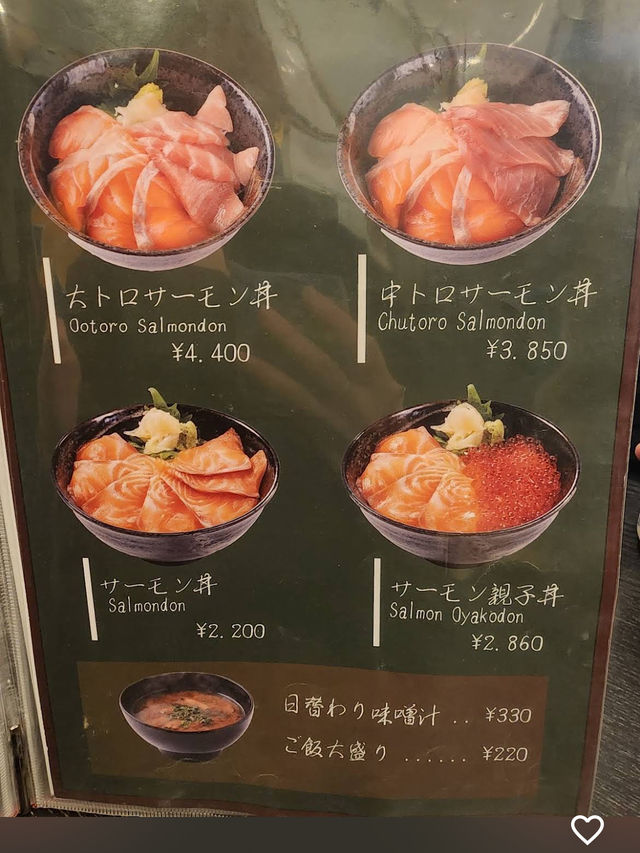 大トロサーモン丼
Ootoro Salmondon
¥4.400
中トロサーモン丼
Chutoro Salmondon
¥3.850
サーモン丼
Salmondon
¥2.200
サーモン親子丼
Salmon Oyakodon
¥2.860
日替わり味噌汁 .. ¥330
ご飯大盛り ...... ¥220